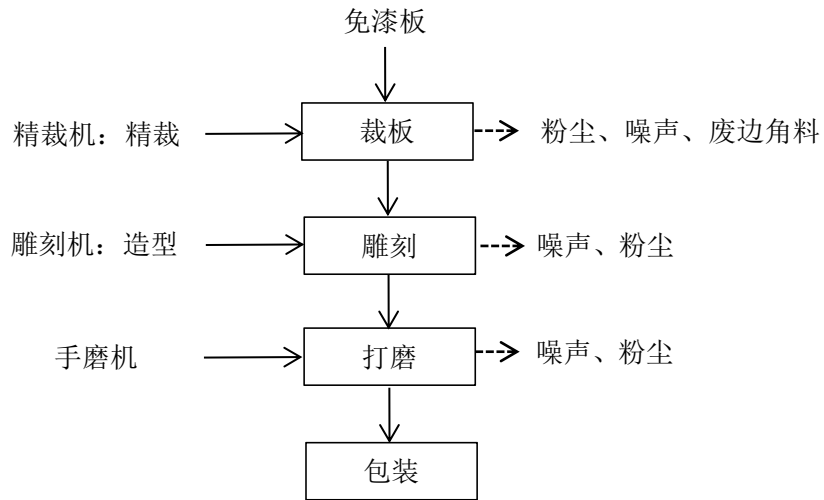 免漆板
精裁机：精裁
裁板
粉尘、噪声、废边角料
雕刻机：造型
雕刻
噪声、粉尘
手磨机
打磨
噪声、粉尘
包装